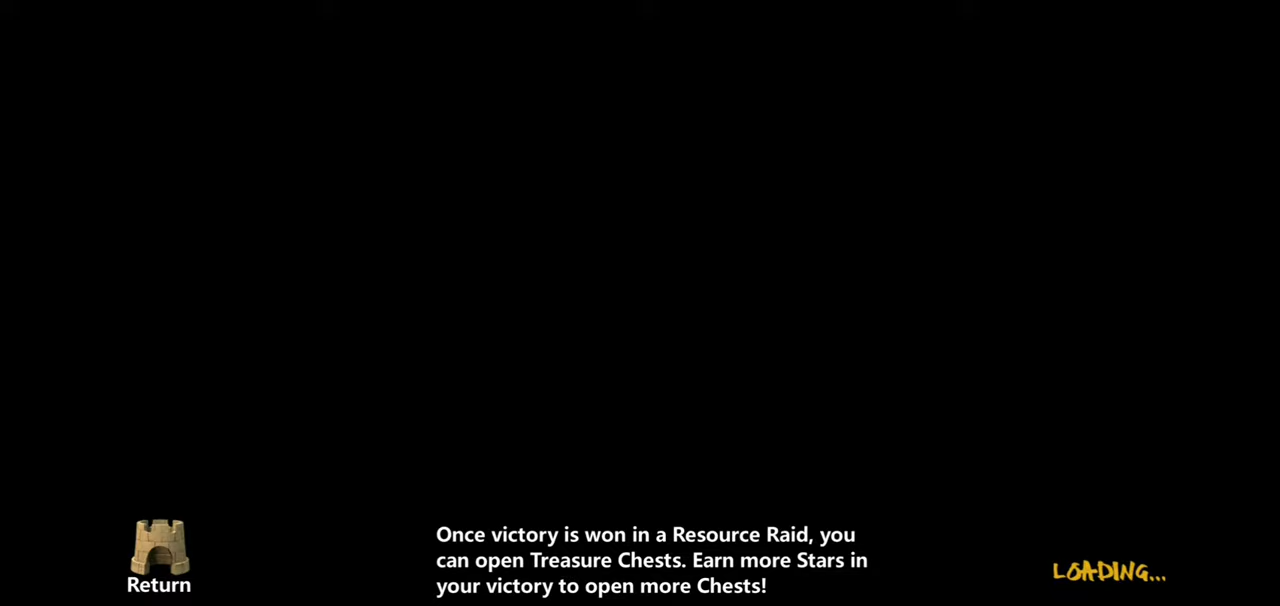 Once victory is won in a Resource Raid, you
can open Treasure Chests. Earn more Stars in
your victory to open more Chests!
Return
LOADING...